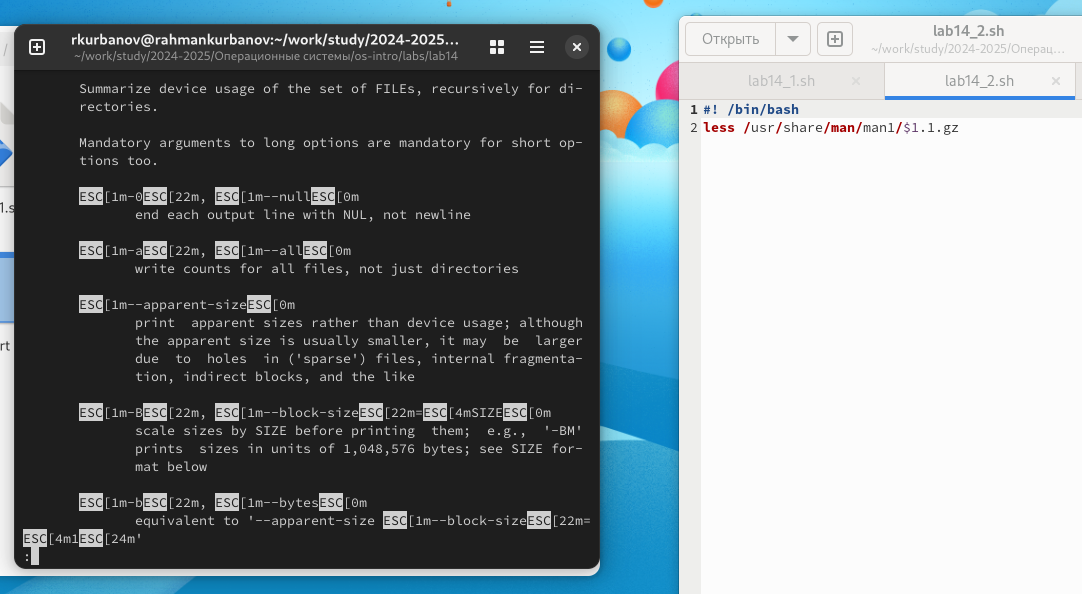 rkurbanov@rahmankurbanov:~/work/study/2024-2025…
~/work/study/2024-2025/Операционные системы/os-intro/labs/lab14
Summarize device usage of the set of FILEs, recursively for di-
rectories.
Mandatory arguments to long options are mandatory for short op-
tions too.
ESC[1m-0ESC[22m, ESC[1m--nullESC[0m
end each output line with NUL, not newline
ESC[1m-aESC[22m, ESC[1m--allESC[0m
write counts for all files, not just directories
ESC[1m--apparent-sizeESC[0m
print  apparent sizes rather than device usage; although
the apparent size is usually smaller, it may  be  larger
due  to  holes  in ('sparse') files, internal fragmenta-
tion, indirect blocks, and the like
ESC[1m-BESC[22m, ESC[1m--block-sizeESC[22m=ESC[4mSIZEESC[0m
scale sizes by SIZE before printing  them;  e.g.,  '-BM'
prints  sizes in units of 1,048,576 bytes; see SIZE for-
mat below
ESC[1m-bESC[22m, ESC[1m--bytesESC[0m
equivalent to '--apparent-size ESC[1m--block-sizeESC[22m=
ESC[4m1ESC[24m'
:
Открыть
lab14_2.sh
~/work/study/2024-2025/Операц…
lab14_1.sh × lab14_2.sh ×
1 #! /bin/bash
2 less /usr/share/man/man1/$1.1.gz
/
1.s
rt